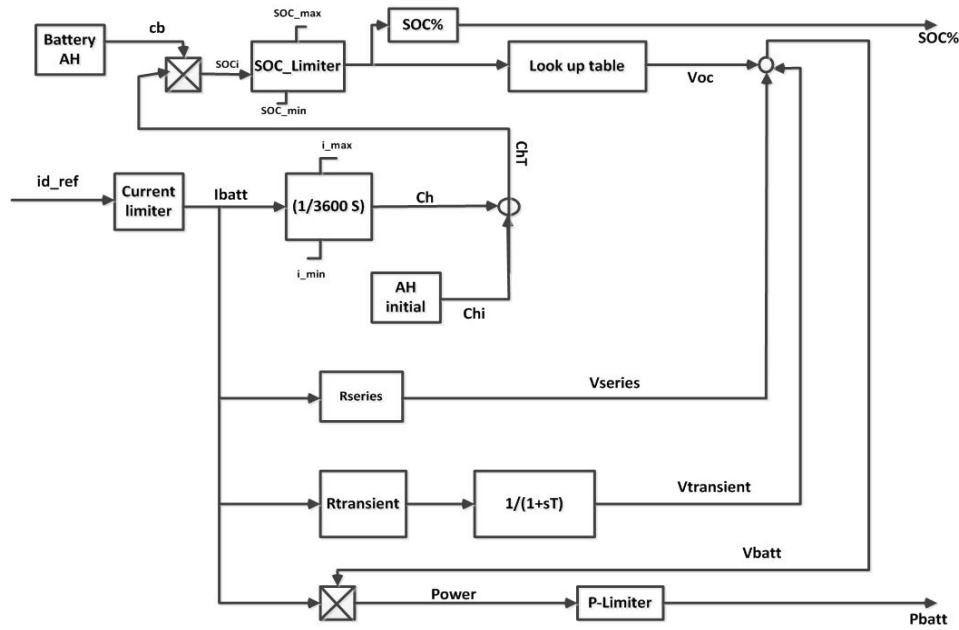 SOC_max
SOC%
SOC%
Battery
AH
cb
SOCi
SOC_Limiter
Look up table
Voc
SOC_min
i_max
ChT
id_ref
Current
limiter
Ibatt
(1/3600 S)
Ch
i_min
AH
initial
Chi
Rseries
Vseries
Rtransient
1/(1+sT)
Vtransient
Vbatt
Power
P-Limiter
Pbatt